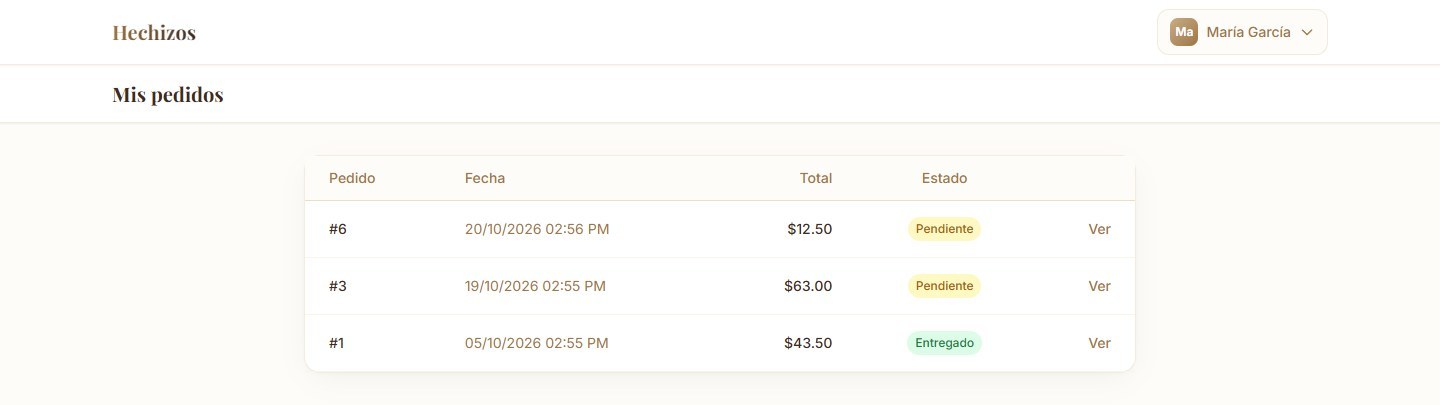 Hechizos
Ma María García
Mis pedidos
Pedido Fecha Total Estado
#6 20/10/2026 02:56 PM $12.50 Pendiente Ver
#3 19/10/2026 02:55 PM $63.00 Pendiente Ver
#1 05/10/2026 02:55 PM $43.50 Entregado Ver